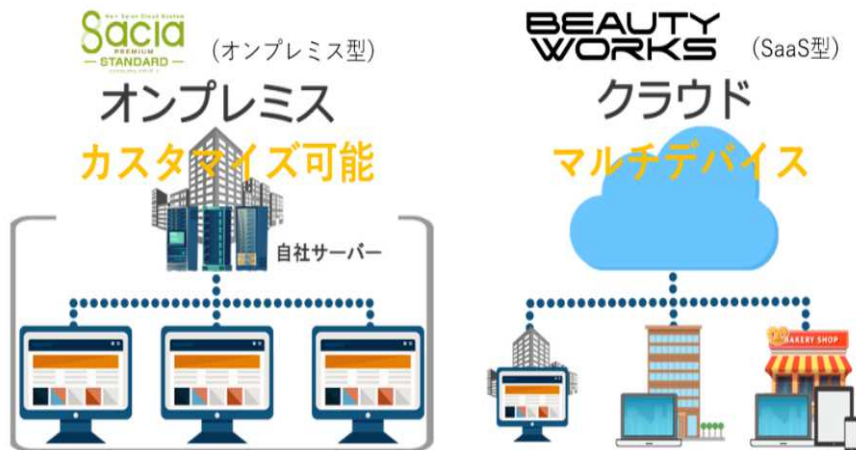 Sacia
PREMIUM
STANDARD
(オンプレミス型)
オンプレミス
カスタマイズ可能
自社サーバー
BEAUTY
WORKS
(SaaS型)
クラウド
マルチデバイス
BAKERY SHOP